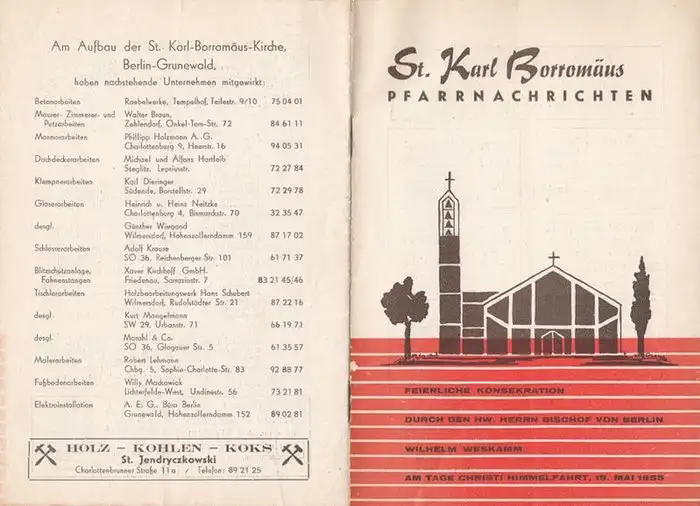 Am Aufbau der St. Karl-Borromäus-Kirche,
Berlin-Grunewald,
haben nachstehende Unternehmen mitgewirkt:
Betonarbeiten Raebelwerke, Tempelhof, Teilestr. 9/10 75 04 01
Maurer- Zimmerer- und Walter Braun,
Putzarbeiten Zehlendorf, Onkel-Tom-Str. 72 84 61 11
Marmorarbeiten Phillipp Holzmann A.-G.
Charlottenburg 9, Heerstr. 16 94 05 31
Dachdeckerarbeiten Michael und Alfons Hartleib
Steglitz, Lepsiusstr. 72 27 84
Klempnerarbeiten Karl Dieringer
Südende, Borstellstr. 29 72 29 78
Glaserarbeiten Heinrich u. Heinz Neitzke
Charlottenburg 4, Bismarckstr. 70 32 35 47
desgl. Günther Wiegand
Wilmersdorf, Hohenzollerndamm 159 87 17 02
Schlosserarbeiten Adolf Krause
SO 36, Reichenberger Str. 101 61 71 37
Blitzschutzanlage, Xaver Kirchhoff GmbH.
Fahnenstangen Friedenau, Sarrazinstr. 7 83 21 45/46
Tischlerarbeiten Holzbearbeitungswerk Hans Schubert
Wilmersdorf, Rudolstädter Str. 21 87 22 16
desgl. Kurt Mangelmann
SW 29, Urbanstr. 71 66 19 73
desgl. Marohl & Co.
SO 36, Glogauer Str. 5 61 35 57
Malerarbeiten Robert Lehmann
Chbg. 5, Sophie-Charlotte-Str. 83 92 88 77
Fußbodenarbeiten Willy Mackowick
Lichterfelde-West, Undinestr. 56 73 21 81
Elektroinstallation A. E. G., Büro Berlin
Grunewald, Hohenzollerndamm 152 89 02 81
HOLZ – KOHLEN – KOKS
St. Jendryczkowski
Charlottenbrunner Straße 11a / Telefon: 89 21 25
St. Karl Borromäus
PFARRNACHRICHTEN
FEIERLICHE KONSEKRATION
DURCH DEN HW. HERRN BISCHOF VON BERLIN
WILHELM WESKAMM
AM TAGE CHRISTI HIMMELFAHRT, 19. MAI 1955